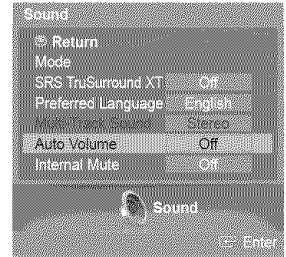 Sound
Return
Mode
SRS TruSurround XT Off
Preferred Language English
Multi-Track Sound Stereo
Auto Volume Off
Internal Mute Off
Sound
Enter